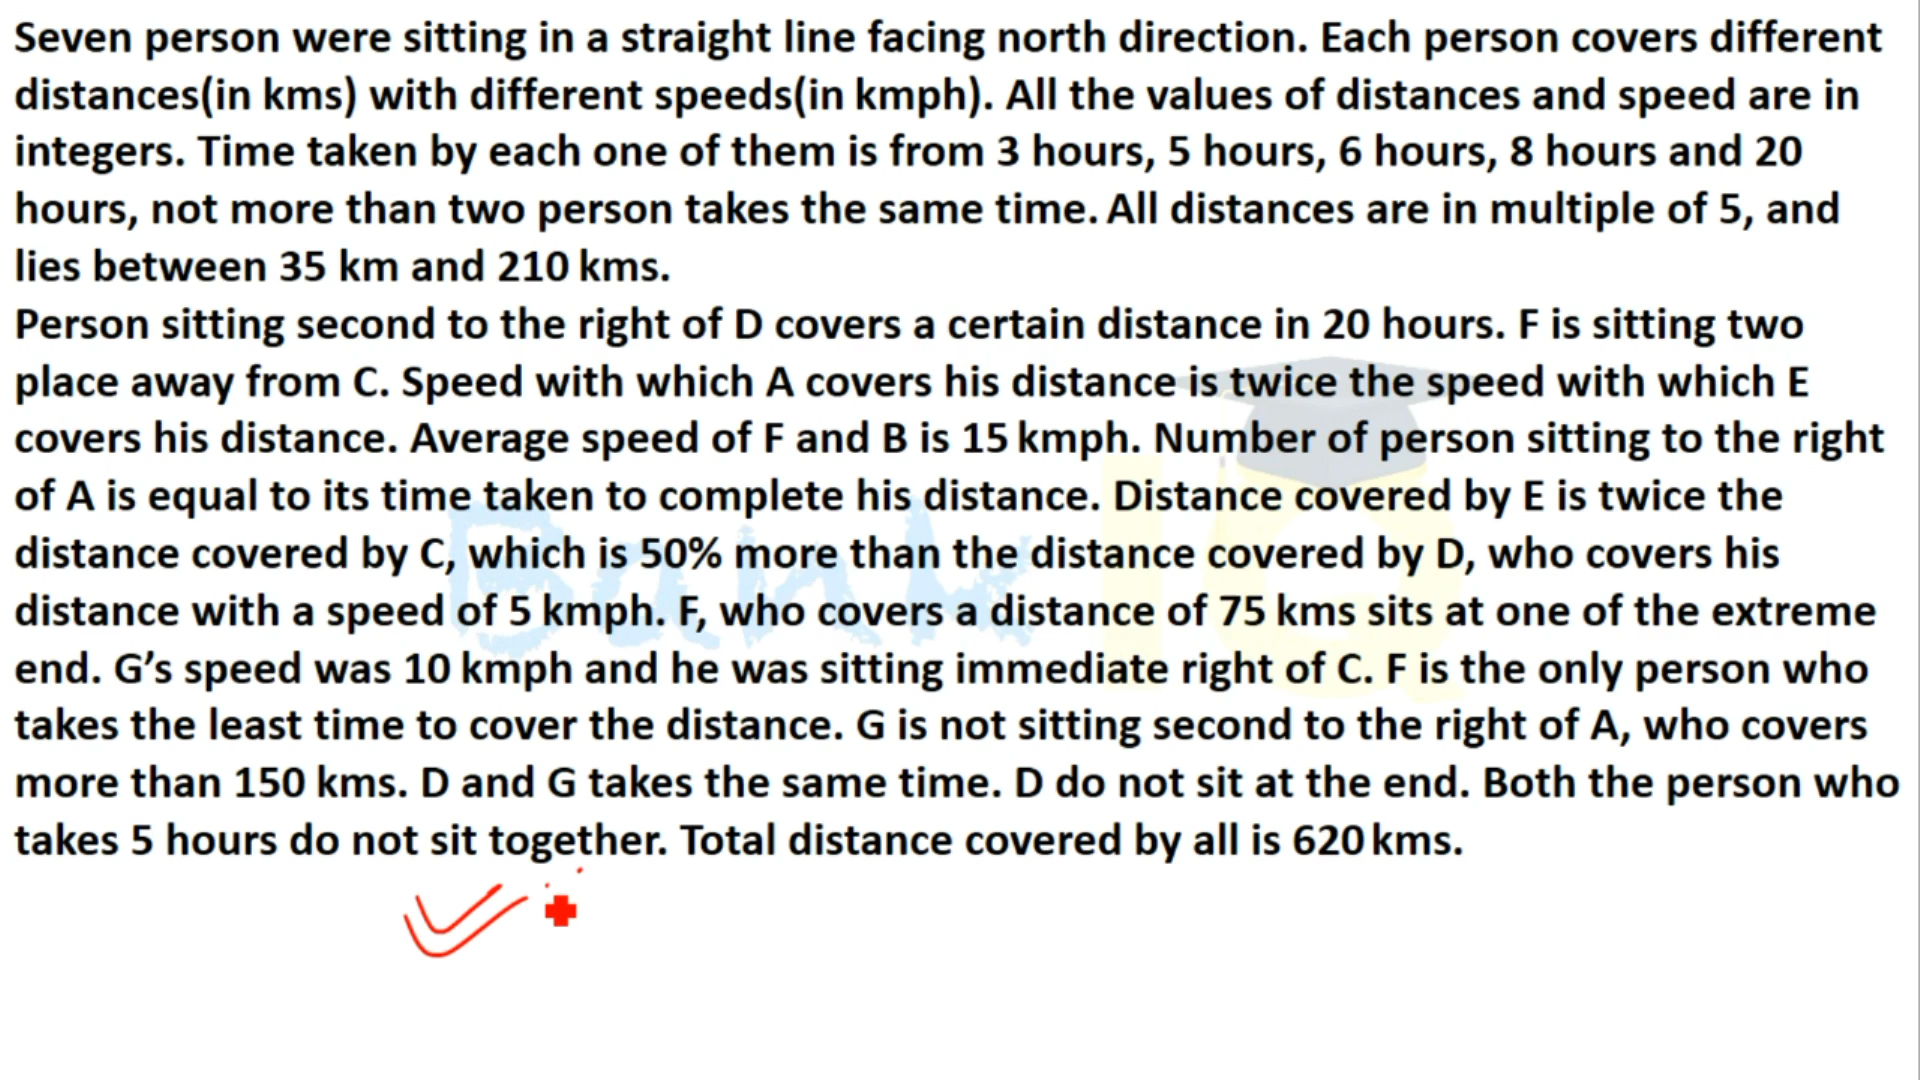 Seven person were sitting in a straight line facing north direction. Each person covers different
distances(in kms) with different speeds(in kmph). All the values of distances and speed are in
integers. Time taken by each one of them is from 3 hours, 5 hours, 6 hours, 8 hours and 20
hours, not more than two person takes the same time. All distances are in multiple of 5, and
lies between 35 km and 210 kms.
Person sitting second to the right of D covers a certain distance in 20 hours. F is sitting two
place away from C. Speed with which A covers his distance is twice the speed with which E
covers his distance. Average speed of F and B is 15 kmph. Number of person sitting to the right
of A is equal to its time taken to complete his distance. Distance covered by E is twice the
distance covered by C, which is 50% more than the distance covered by D, who covers his
distance with a speed of 5 kmph. F, who covers a distance of 75 kms sits at one of the extreme
end. G’s speed was 10 kmph and he was sitting immediate right of C. F is the only person who
takes the least time to cover the distance. G is not sitting second to the right of A, who covers
more than 150 kms. D and G takes the same time. D do not sit at the end. Both the person who
takes 5 hours do not sit together. Total distance covered by all is 620 kms.
Bank IQ